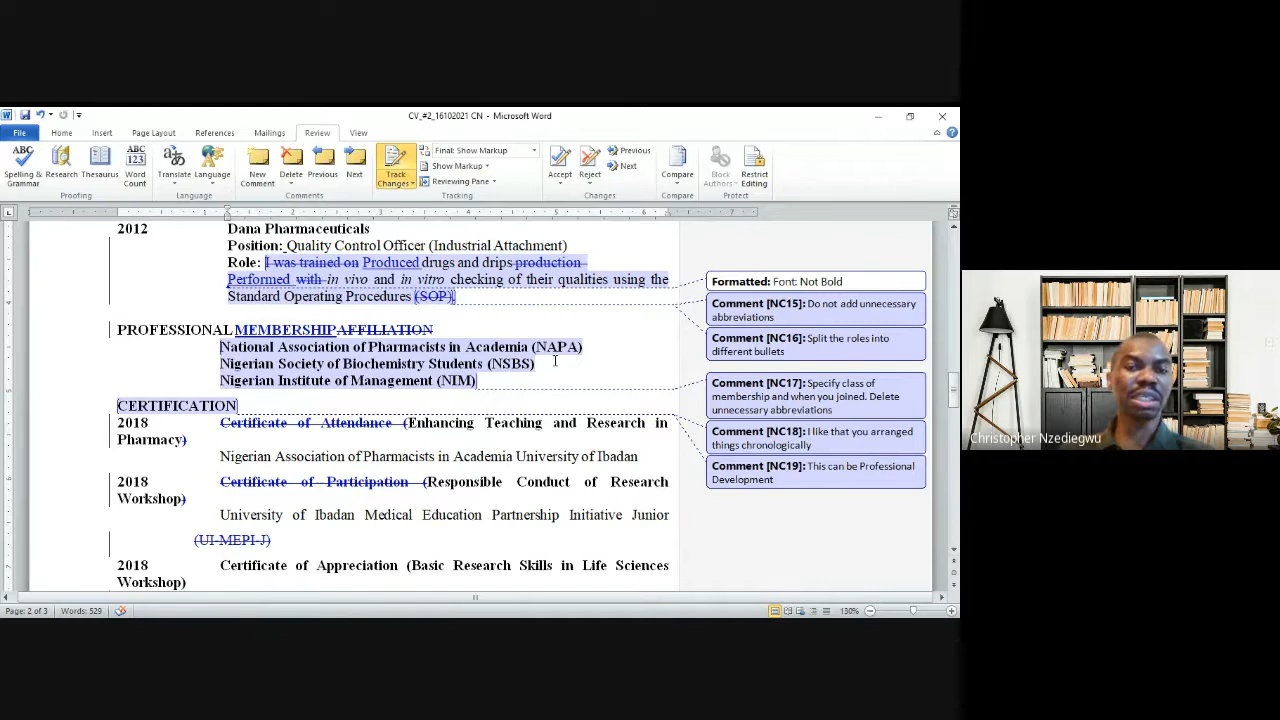 CV_#2_16102021 CN - Microsoft Word
File Home Insert Page Layout References Mailings Review View
Spelling & Grammar
Research
Thesaurus
Word Count
Proofing
Translate
Language
Language
New Comment
Delete
Previous
Next
Comments
Track Changes
Final: Show Markup
Show Markup
Reviewing Pane
Tracking
Accept
Reject
Previous
Next
Changes
Compare
Compare
Block Authors
Restrict Editing
Protect
1 1 2 3 4 5 6 7
2012 Dana Pharmaceuticals
Position: Quality Control Officer (Industrial Attachment)
Role: I was trained on Produced drugs and drips production
Performed with in vivo and in vitro checking of their qualities using the
Standard Operating Procedures (SOP).
PROFESSIONAL MEMBERSHIP AFFILIATION
National Association of Pharmacists in Academia (NAPA)
Nigerian Society of Biochemistry Students (NSBS)
Nigerian Institute of Management (NIM)
CERTIFICATION
2018 Certificate of Attendance (Enhancing Teaching and Research in
Pharmacy)
Nigerian Association of Pharmacists in Academia University of Ibadan
2018 Certificate of Participation (Responsible Conduct of Research
Workshop)
University of Ibadan Medical Education Partnership Initiative Junior
(UI-MEPI-J)
2018 Certificate of Appreciation (Basic Research Skills in Life Sciences
Workshop)
Formatted: Font: Not Bold
Comment [NC15]: Do not add unnecessary
abbreviations
Comment [NC16]: Split the roles into
different bullets
Comment [NC17]: Specify class of
membership and when you joined. Delete
unnecessary abbreviations
Comment [NC18]: I like that you arranged
things chronologically
Comment [NC19]: This can be Professional
Development
Page: 2 of 3 Words: 529 130%
Christopher Nzediegwu